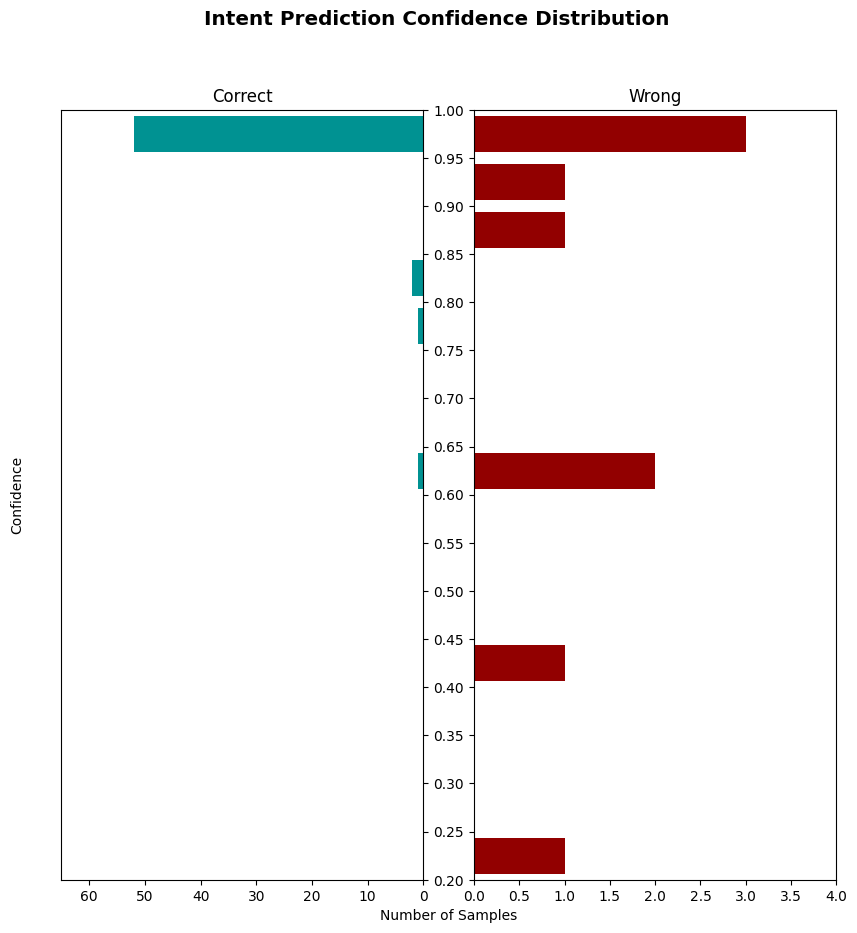 Intent Prediction Confidence Distribution
Correct
Wrong
1.00
0.95
0.90
0.85
0.80
0.75
0.70
0.65
0.60
0.55
0.50
0.45
0.40
0.35
0.30
0.25
0.20
Confidence
60 50 40 30 20 10 0
0.0 0.5 1.0 1.5 2.0 2.5 3.0 3.5 4.0
Number of Samples